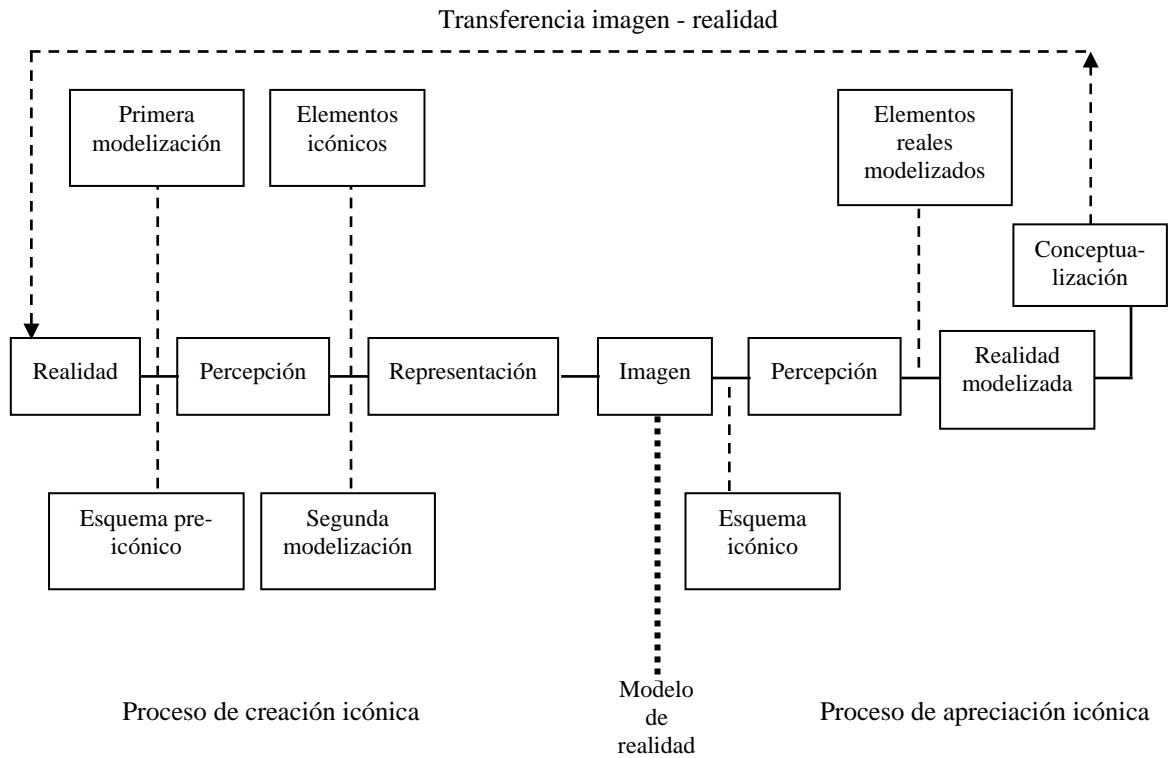 Transferencia imagen - realidad
Primera
modelización
Elementos
icónicos
Elementos
reales
modelizados
Conceptua-
lización
Realidad
Percepción
Representación
Imagen
Percepción
Realidad
modelizada
Esquema pre-
icónico
Segunda
modelización
Esquema
icónico
Proceso de creación icónica
Modelo
de
realidad
Proceso de apreciación icónica